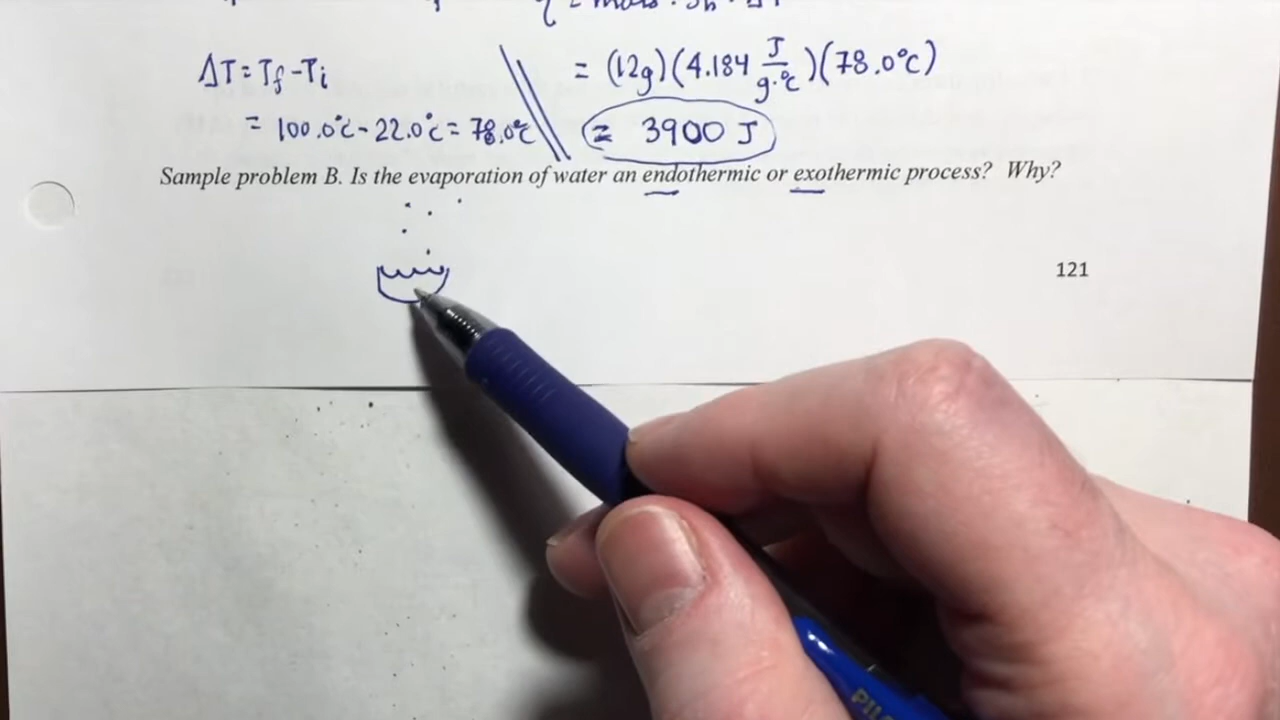 ΔT = Tf - Ti
= 100.0°C - 22.0°C = 78.0°C
= (12g)(4.184 J/g·°C)(78.0°C)
= 3900 J
Sample problem B. Is the evaporation of water an endothermic or exothermic process? Why?
121